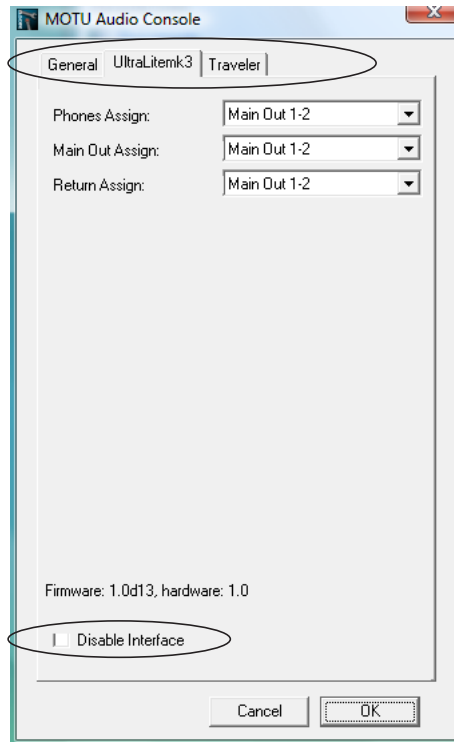 MOTU Audio Console
General UltraLitemk3 Traveler
Phones Assign: Main Out 1-2
Main Out Assign: Main Out 1-2
Return Assign: Main Out 1-2
Firmware: 1.0d13, hardware: 1.0
Disable Interface
Cancel OK